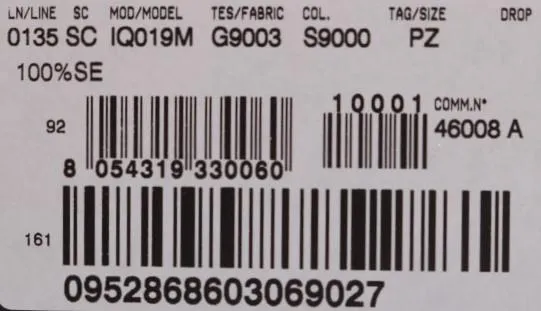 LN/LINE SC MOD/MODEL TES/FABRIC COL. TAG/SIZE DROP
0135 SC IQ019M G9003 S9000 PZ
100%SE
10001 COMM.N°
92 46008 A
8 054319 330060
161
0952868603069027